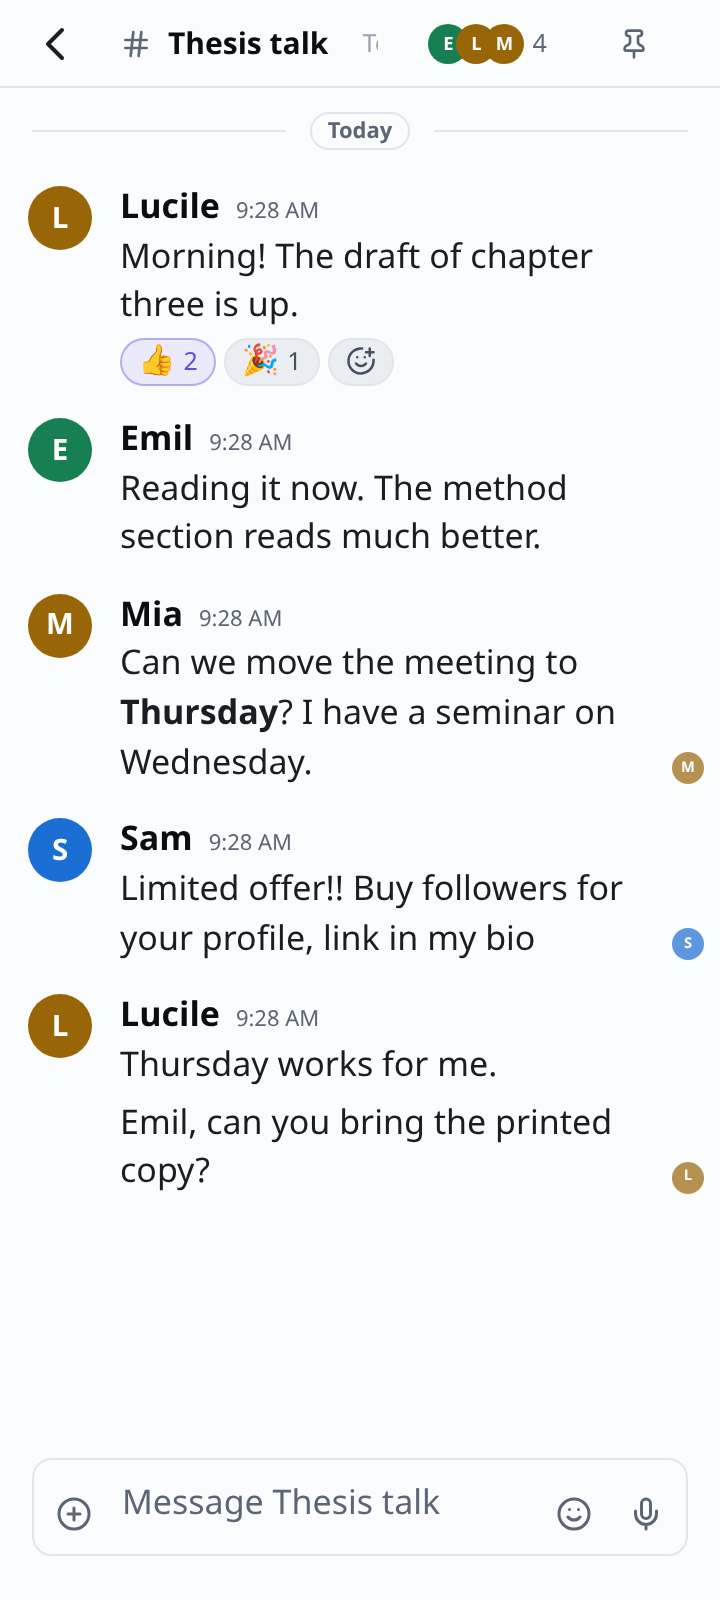 # Thesis talk
E L M 4
Today
L
Lucile 9:28 AM
Morning! The draft of chapter
three is up.
👍 2 🎉 1
E
Emil 9:28 AM
Reading it now. The method
section reads much better.
M
Mia 9:28 AM
Can we move the meeting to
Thursday? I have a seminar on
Wednesday.
M
S
Sam 9:28 AM
Limited offer!! Buy followers for
your profile, link in my bio
S
L
Lucile 9:28 AM
Thursday works for me.
Emil, can you bring the printed
copy?
L
Message Thesis talk